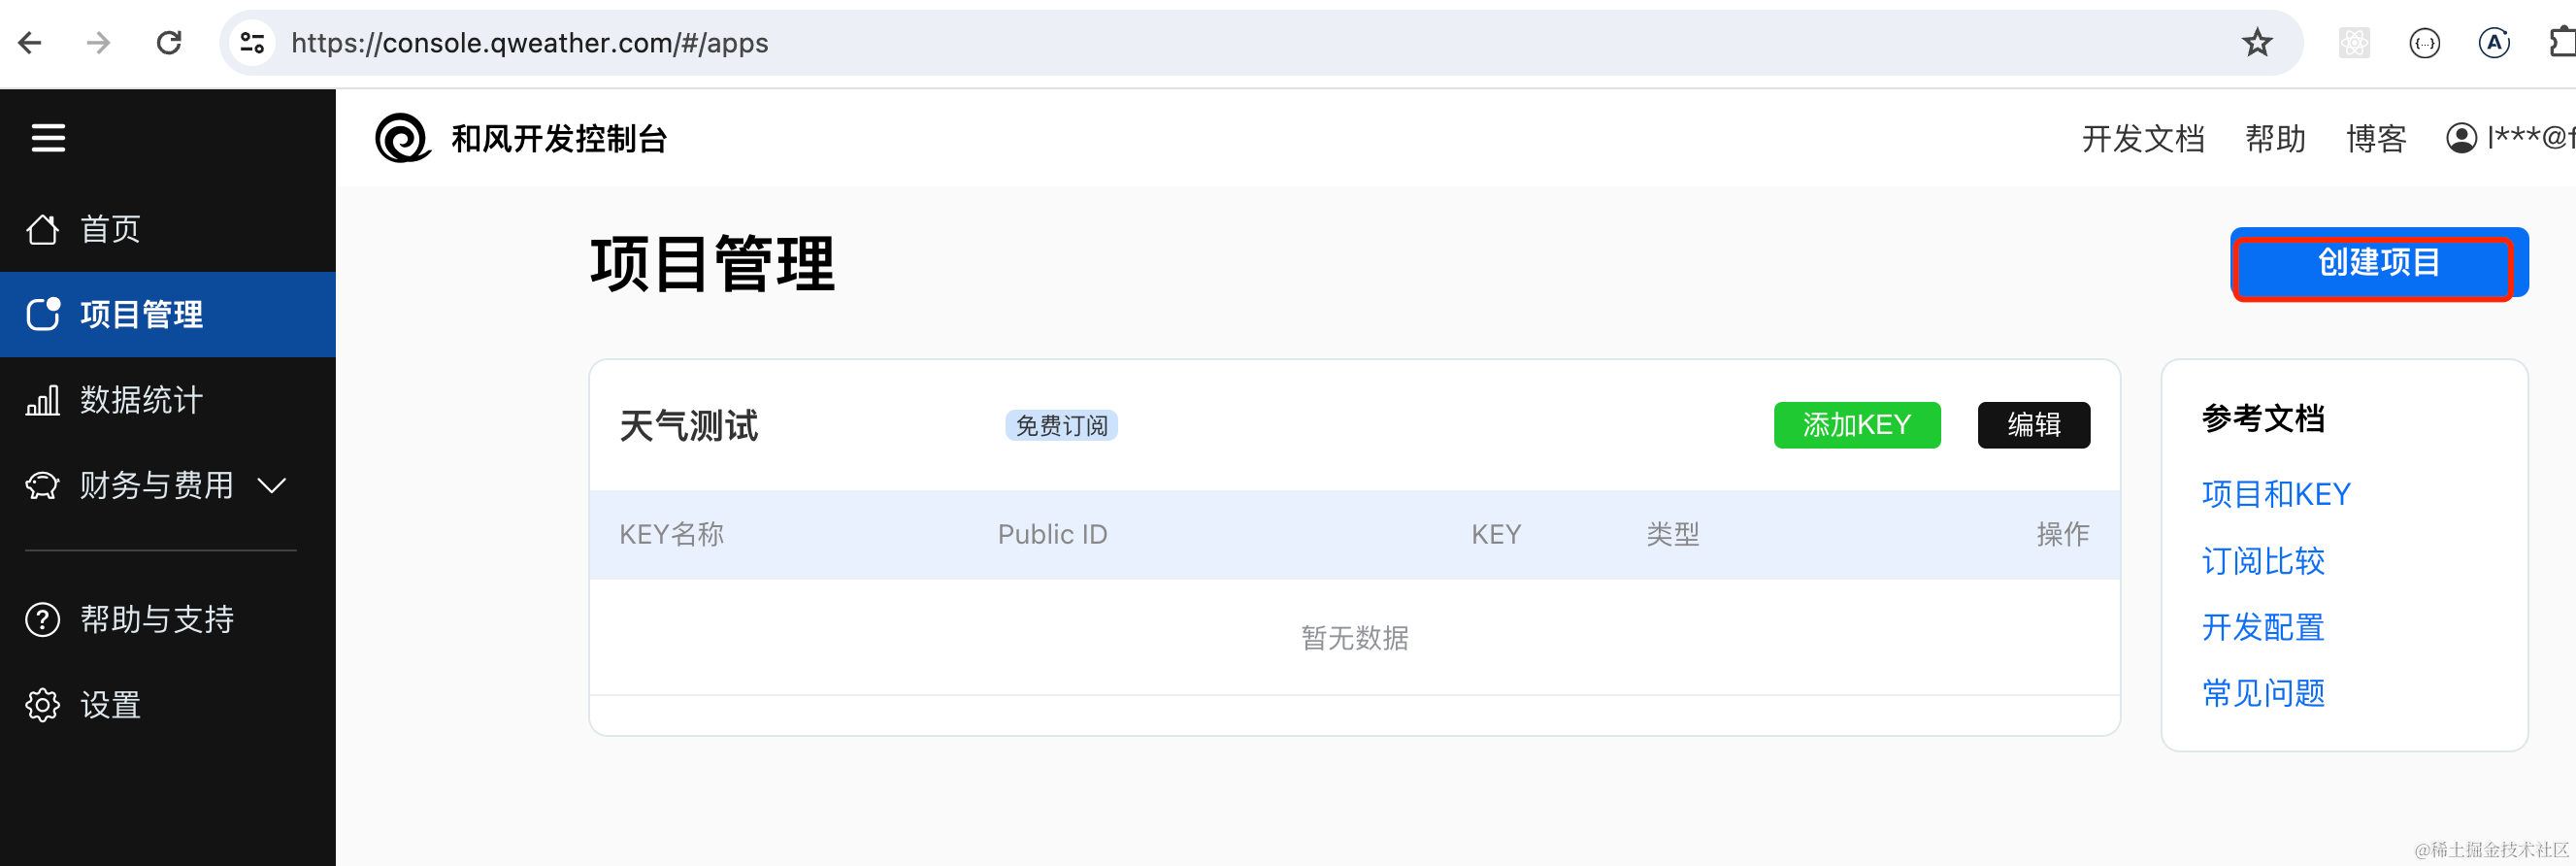 https://console.qweather.com/#/apps
和风开发控制台
开发文档
帮助
博客
l***@f
首页
项目管理
数据统计
财务与费用
帮助与支持
设置
项目管理
创建项目
天气测试
免费订阅
添加KEY
编辑
KEY名称
Public ID
KEY
类型
操作
暂无数据
参考文档
项目和KEY
订阅比较
开发配置
常见问题
@稀土掘金技术社区